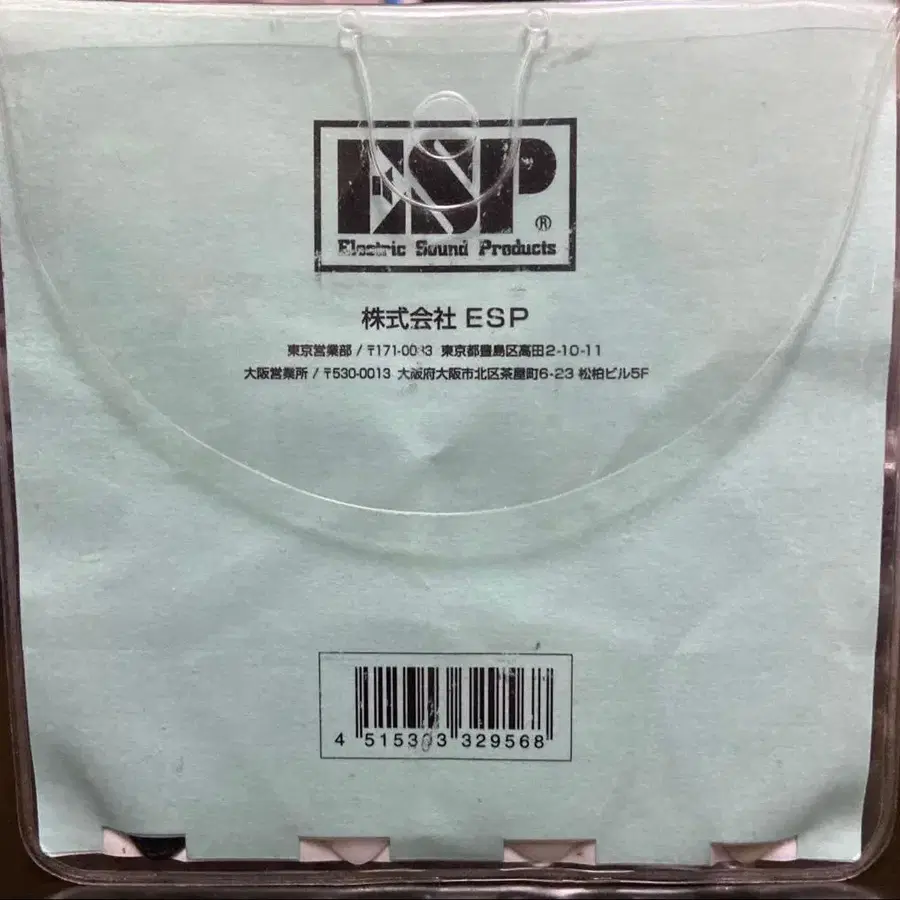 ESP®
Electric Sound Products
株式会社 ESP
東京営業部 / 〒171-0033 東京都豊島区高田2-10-11
大阪営業所 / 〒530-0013 大阪府大阪市北区茶屋町6-23 松柏ビル5F
4 515303 329568